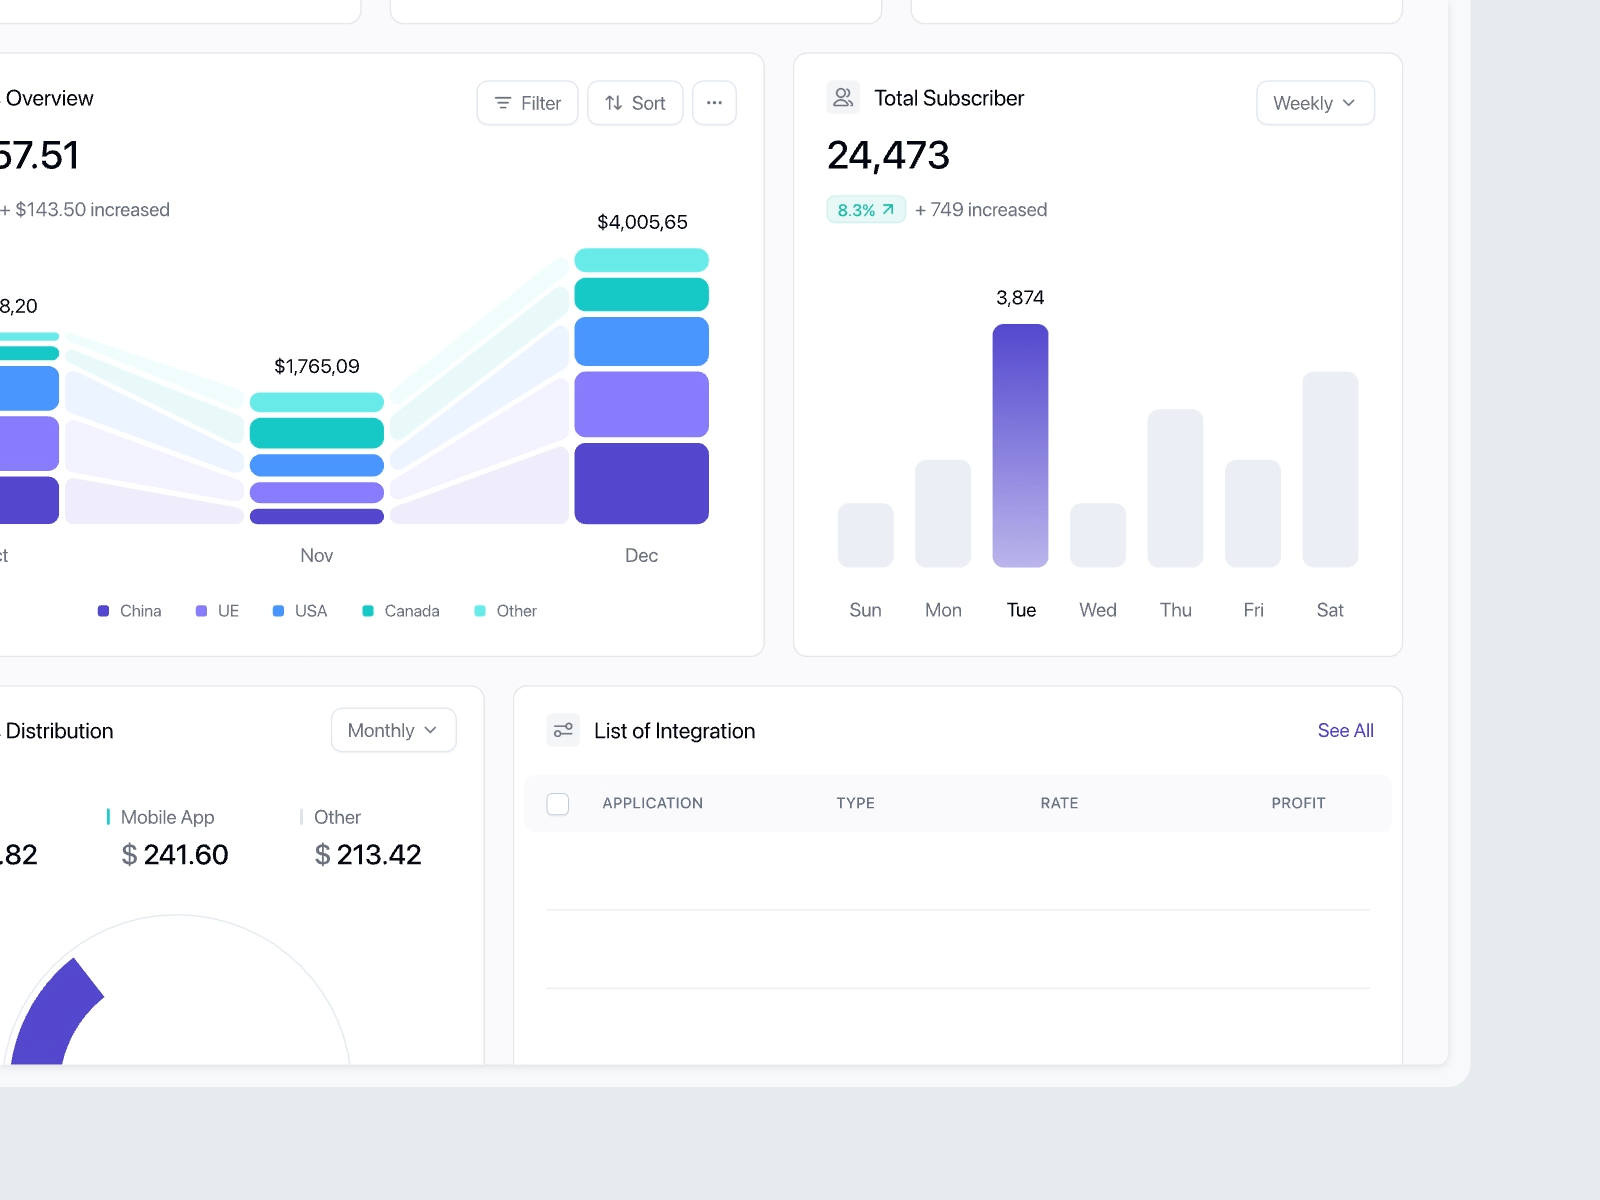 Overview
Filter
Sort
57.51
+ $143.50 increased
8,20
$1,765,09
$4,005,65
Nov
Dec
China
UE
USA
Canada
Other
Total Subscriber
Weekly
24,473
8.3%
+ 749 increased
3,874
Sun
Mon
Tue
Wed
Thu
Fri
Sat
Distribution
Monthly
Mobile App
Other
.82
$ 241.60
$ 213.42
List of Integration
See All
APPLICATION
TYPE
RATE
PROFIT